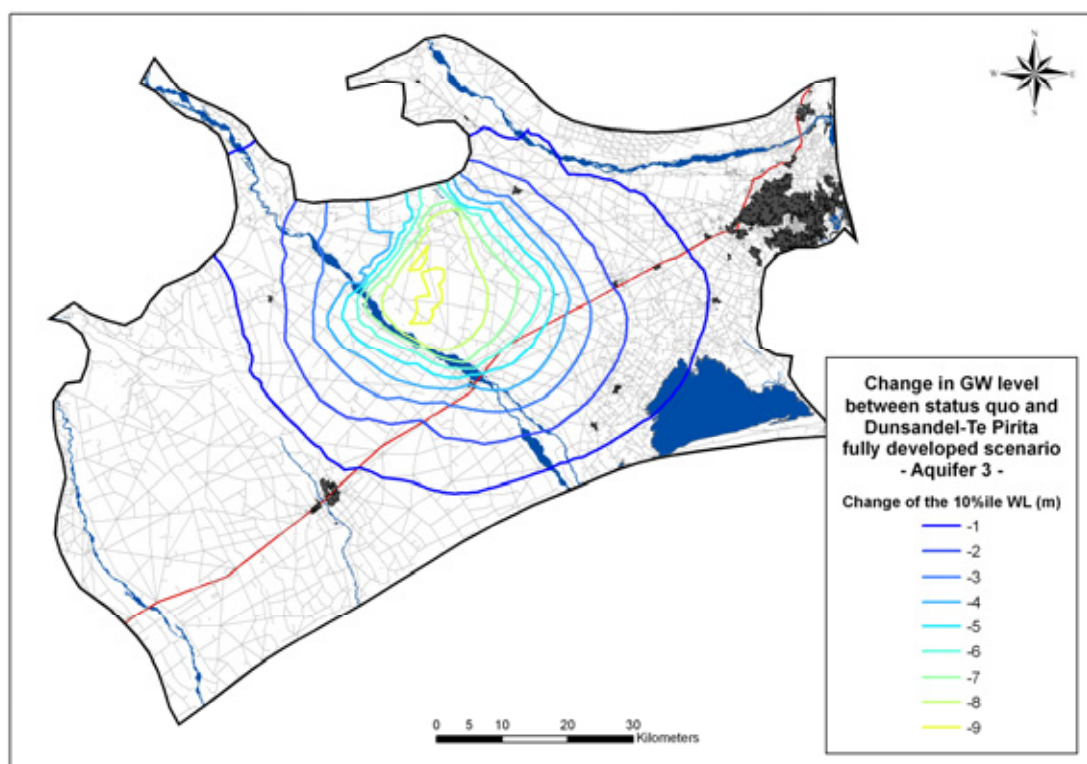 N
W
E
S
Change in GW level
between status quo and
Dunsandel-Te Pirita
fully developed scenario
- Aquifer 3 -
Change of the 10%ile WL (m)
-1
-2
-3
-4
-5
-6
-7
-8
-9
0 5 10 20 30
Kilometers